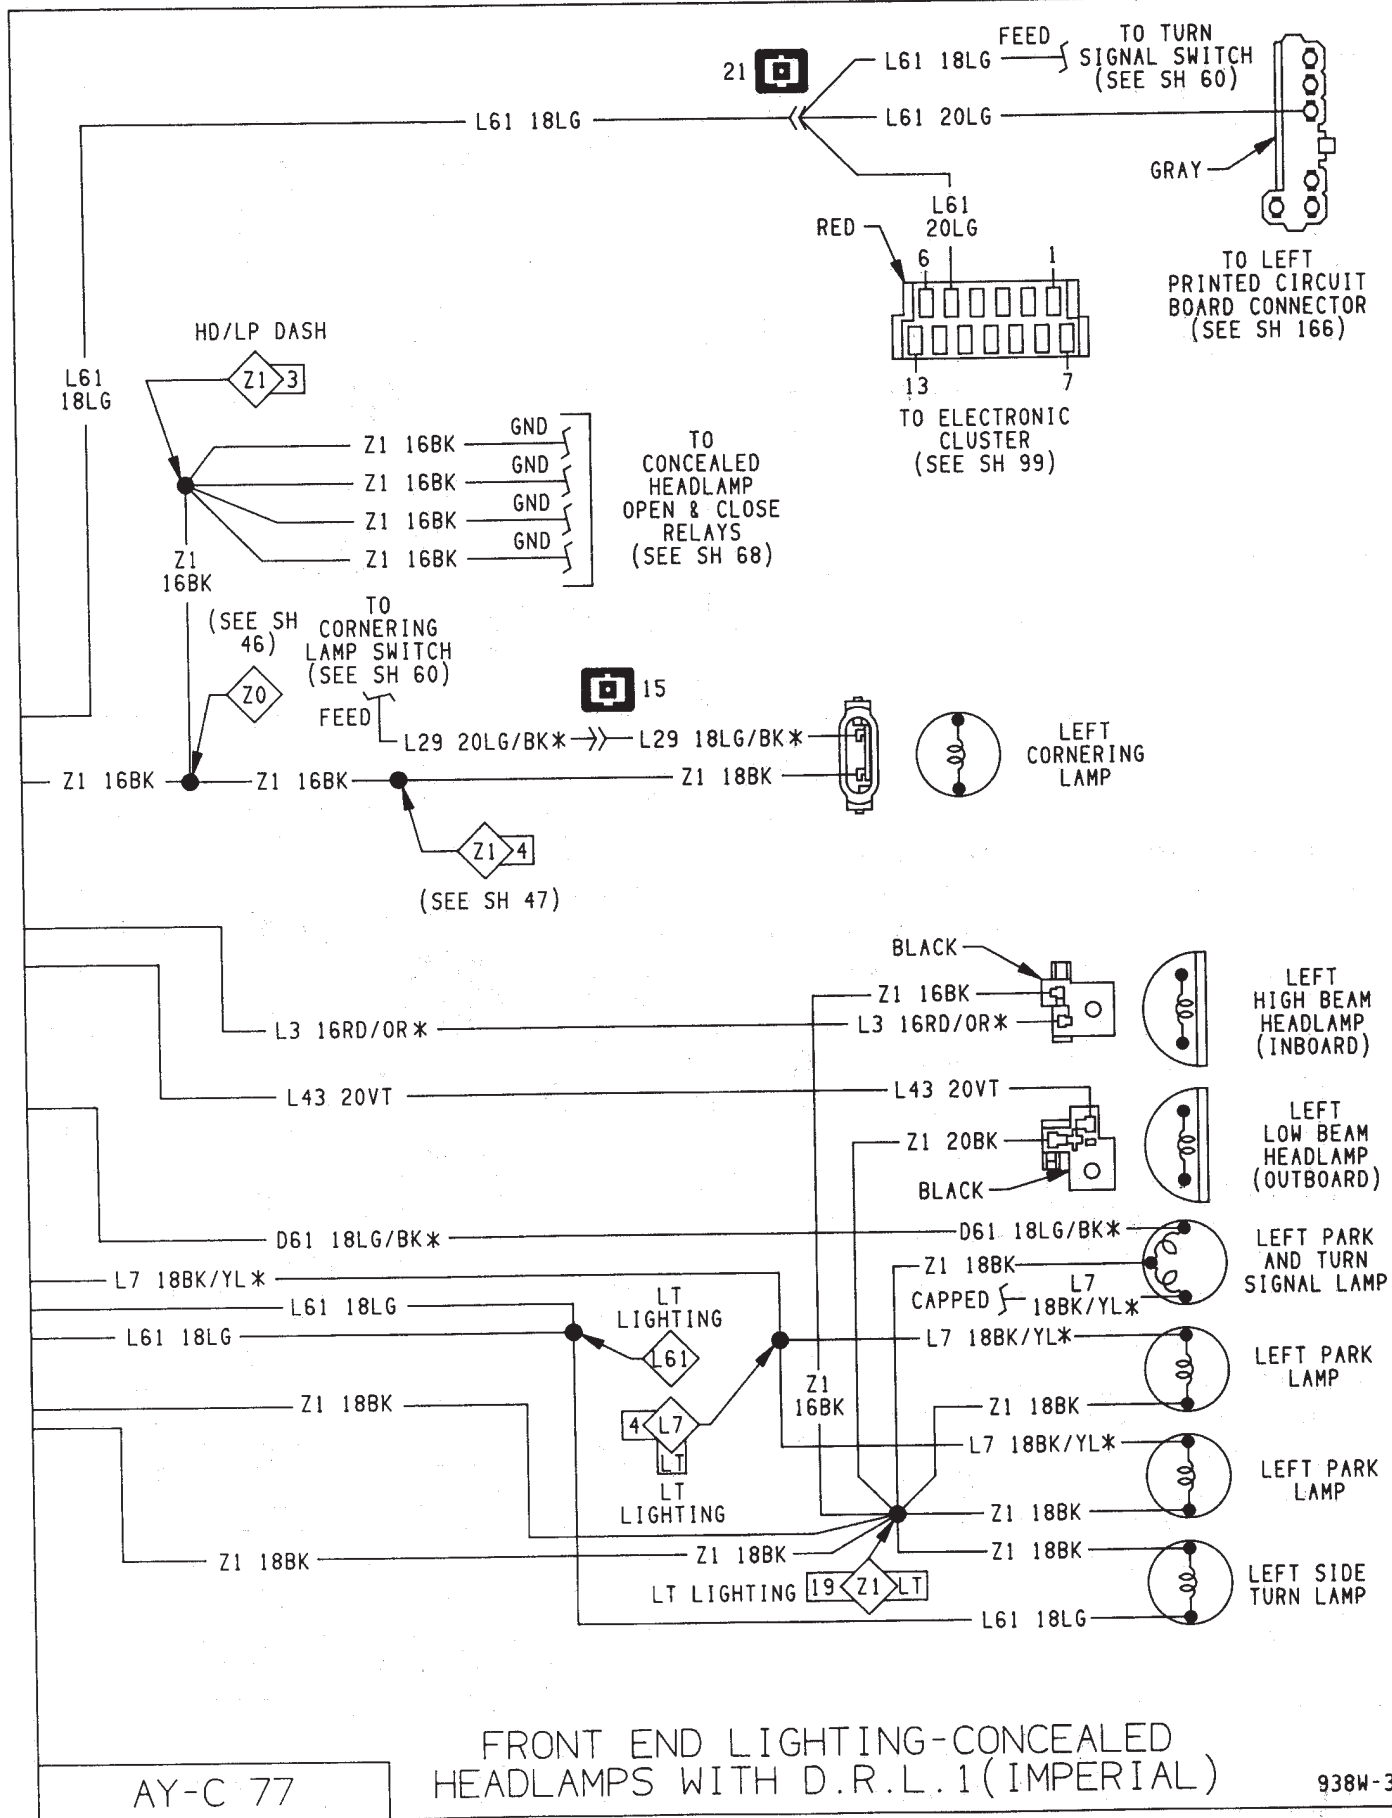 FEED
TO TURN
SIGNAL SWITCH
(SEE SH 60)
21
L61 18LG
L61 18LG
L61 20LG
GRAY
L61
20LG
RED
6
1
13
7
TO LEFT
PRINTED CIRCUIT
BOARD CONNECTOR
(SEE SH 166)
TO ELECTRONIC
CLUSTER
(SEE SH 99)
HD/LP DASH
Z1 3
L61
18LG
Z1 16BK GND
Z1 16BK GND
Z1 16BK GND
Z1 16BK GND
TO
CONCEALED
HEADLAMP
OPEN & CLOSE
RELAYS
(SEE SH 68)
Z1
16BK
(SEE SH
46)
Z0
TO
CORNERING
LAMP SWITCH
(SEE SH 60)
FEED
15
L29 20LG/BK* L29 18LG/BK*
Z1 16BK Z1 16BK Z1 18BK
LEFT
CORNERING
LAMP
Z1 4
(SEE SH 47)
BLACK
Z1 16BK
L3 16RD/OR* L3 16RD/OR*
LEFT
HIGH BEAM
HEADLAMP
(INBOARD)
L43 20VT L43 20VT
Z1 20BK
BLACK
LEFT
LOW BEAM
HEADLAMP
(OUTBOARD)
D61 18LG/BK* D61 18LG/BK*
Z1 18BK
CAPPED
L7
18BK/YL*
LEFT PARK
AND TURN
SIGNAL LAMP
L7 18BK/YL*
L61 18LG
L61 18LG
LT
LIGHTING
L61
L7 18BK/YL*
LEFT PARK
LAMP
Z1
16BK
Z1 18BK
Z1 18BK
4 L7
LT
LT
LIGHTING
L7 18BK/YL*
LEFT PARK
LAMP
Z1 18BK
Z1 18BK Z1 18BK
Z1 18BK
LT LIGHTING 19 Z1 LT
LEFT SIDE
TURN LAMP
L61 18LG
FRONT END LIGHTING-CONCEALED
HEADLAMPS WITH D.R.L.1(IMPERIAL)
AY-C 77
938W-3